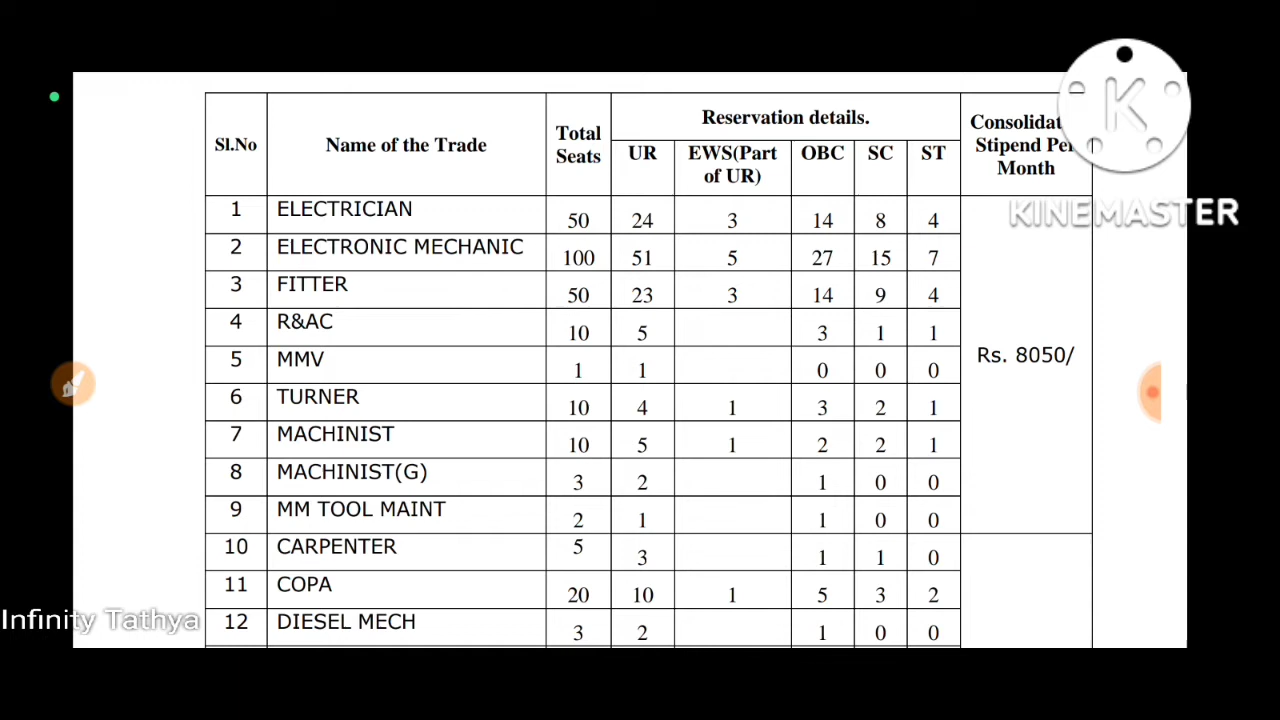 Sl.No Name of the Trade Total Seats Reservation details. Consolidat Stipend Per Month
UR EWS(Part of UR) OBC SC ST
1 ELECTRICIAN 50 24 3 14 8 4
2 ELECTRONIC MECHANIC 100 51 5 27 15 7
3 FITTER 50 23 3 14 9 4
4 R&AC 10 5 3 1 1
Rs. 8050/
5 MMV 1 1 0 0 0
6 TURNER 10 4 1 3 2 1
7 MACHINIST 10 5 1 2 2 1
8 MACHINIST(G) 3 2 1 0 0
9 MM TOOL MAINT 2 1 1 0 0
10 CARPENTER 5 3 1 1 0
11 COPA 20 10 1 5 3 2
12 DIESEL MECH 3 2 1 0 0
K
KINEMASTER
Infinity Tathya